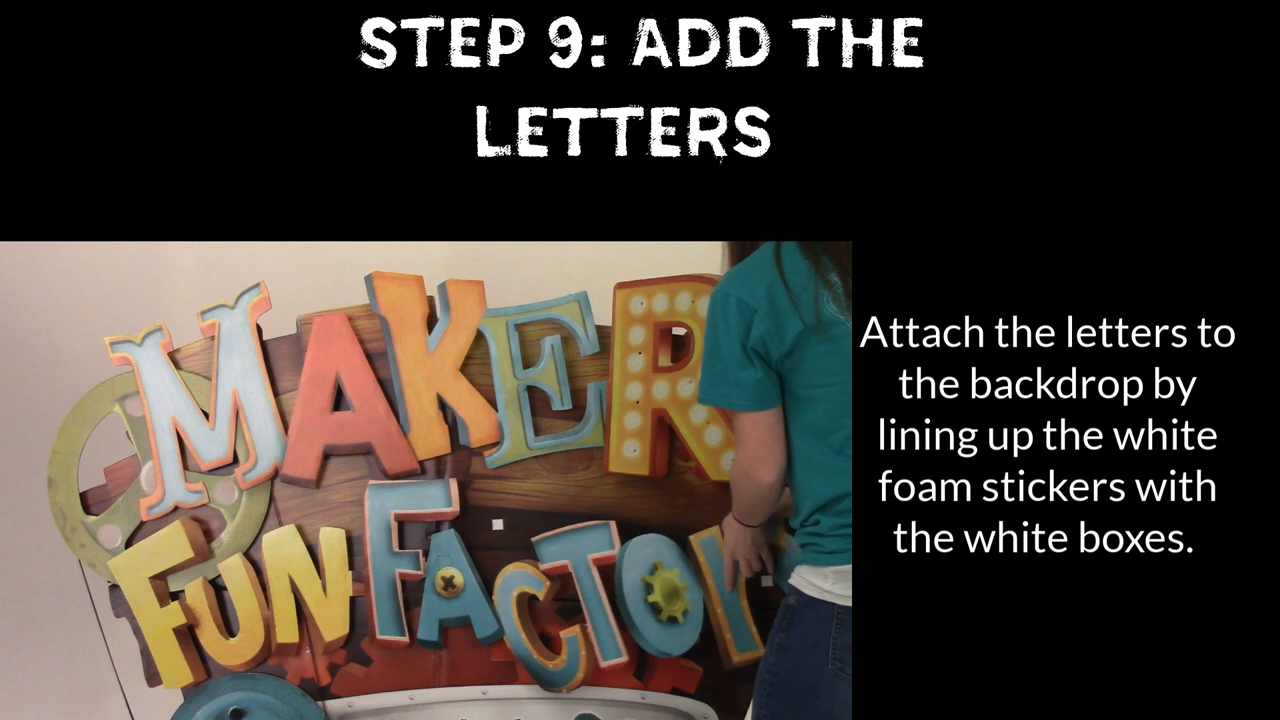 STEP 9: ADD THE
LETTERS
MAKER
FUN FACTOR
Attach the letters to
the backdrop by
lining up the white
foam stickers with
the white boxes.